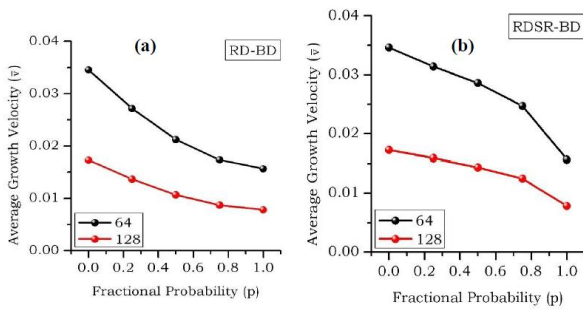 (a)
RD-BD
0.04
0.03
0.02
0.01
0.00
Average Growth Velocity (v̄)
64
128
0.0 0.2 0.4 0.6 0.8 1.0
Fractional Probability (p)
(b)
RDSR-BD
0.04
0.03
0.02
0.01
0.00
Average Growth Velocity (v̄)
64
128
0.0 0.2 0.4 0.6 0.8 1.0
Fractional Probability (p)